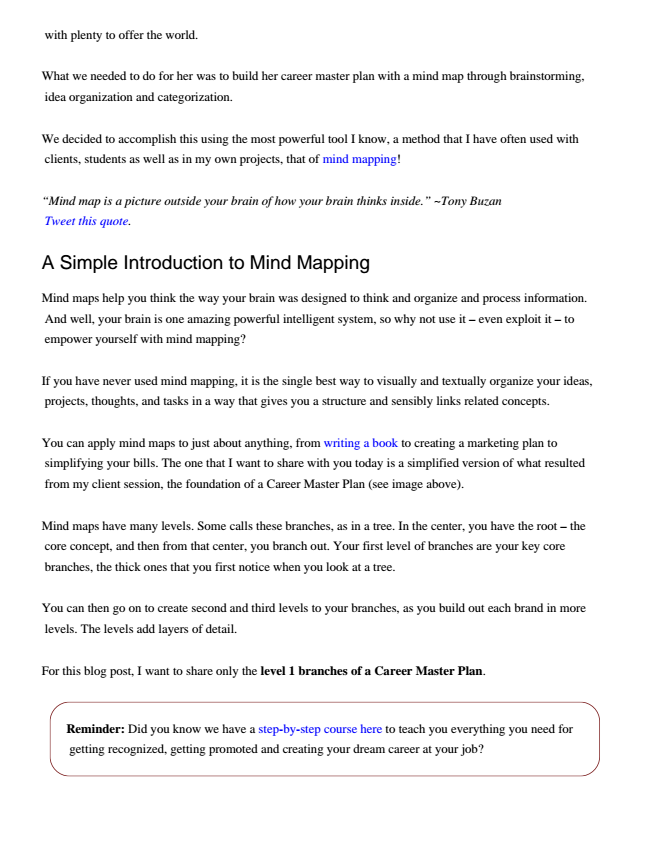 with plenty to offer the world.
What we needed to do for her was to build her career master plan with a mind map through brainstorming,
idea organization and categorization.
We decided to accomplish this using the most powerful tool I know, a method that I have often used with
clients, students as well as in my own projects, that of mind mapping!
“Mind map is a picture outside your brain of how your brain thinks inside.” ~Tony Buzan
Tweet this quote.
A Simple Introduction to Mind Mapping
Mind maps help you think the way your brain was designed to think and organize and process information.
And well, your brain is one amazing powerful intelligent system, so why not use it – even exploit it – to
empower yourself with mind mapping?
If you have never used mind mapping, it is the single best way to visually and textually organize your ideas,
projects, thoughts, and tasks in a way that gives you a structure and sensibly links related concepts.
You can apply mind maps to just about anything, from writing a book to creating a marketing plan to
simplifying your bills. The one that I want to share with you today is a simplified version of what resulted
from my client session, the foundation of a Career Master Plan (see image above).
Mind maps have many levels. Some calls these branches, as in a tree. In the center, you have the root – the
core concept, and then from that center, you branch out. Your first level of branches are your key core
branches, the thick ones that you first notice when you look at a tree.
You can then go on to create second and third levels to your branches, as you build out each brand in more
levels. The levels add layers of detail.
For this blog post, I want to share only the level 1 branches of a Career Master Plan.
Reminder: Did you know we have a step-by-step course here to teach you everything you need for
getting recognized, getting promoted and creating your dream career at your job?